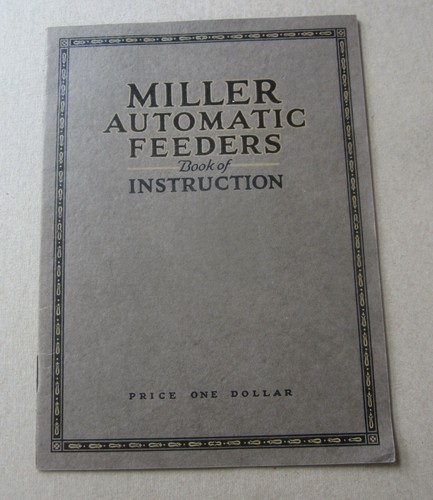 MILLER
AUTOMATIC
FEEDERS
Book of
INSTRUCTION
PRICE ONE DOLLAR